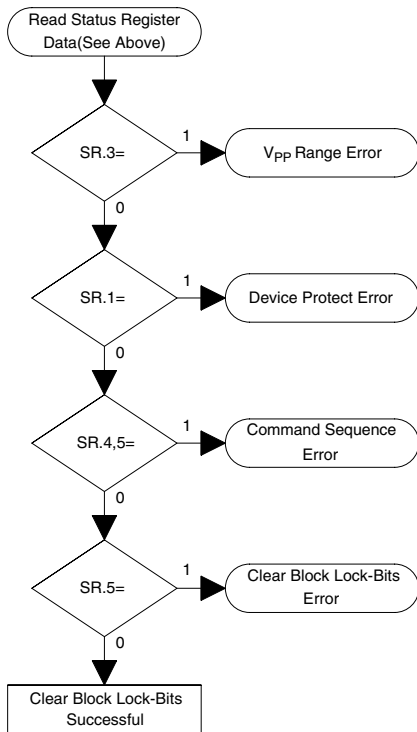 Read Status Register
Data(See Above)
SR.3=
1
VPP Range Error
0
SR.1=
1
Device Protect Error
0
SR.4,5=
1
Command Sequence
Error
0
SR.5=
1
Clear Block Lock-Bits
Error
0
Clear Block Lock-Bits
Successful